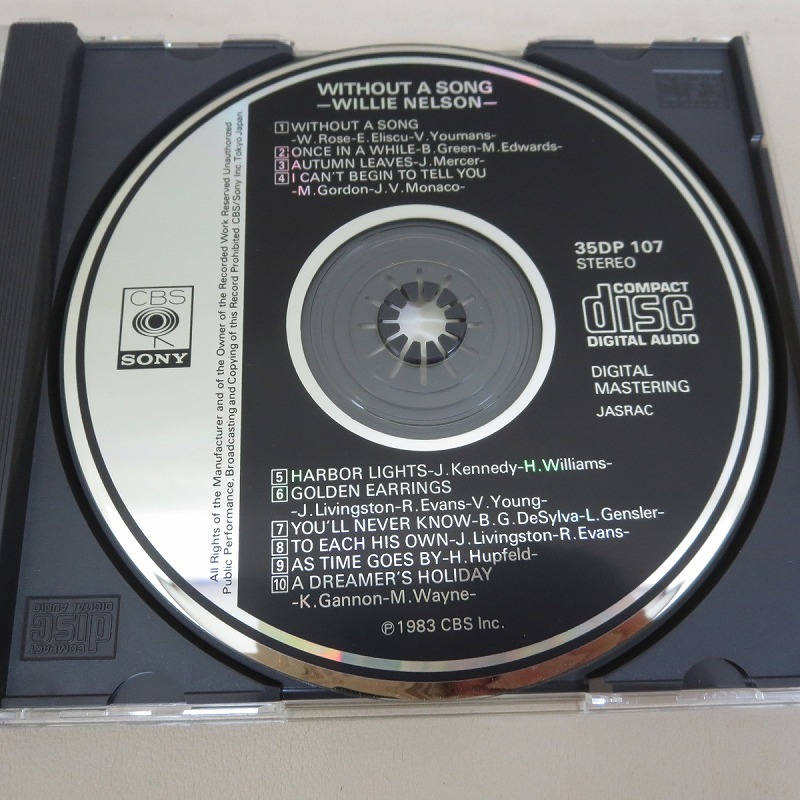 WITHOUT A SONG
-WILLIE NELSON-
1 WITHOUT A SONG
-W. Rose-E. Eliscu-V. Youmans-
2 ONCE IN A WHILE-B. Green-M. Edwards-
3 AUTUMN LEAVES-J. Mercer-
4 I CAN'T BEGIN TO TELL YOU
-M. Gordon-J. V. Monaco-
All Rights of the Manufacturer and of the Owner of the Recorded Work Reserved Unauthorized
Public Performance, Broadcasting and Copying of this Record Prohibited. CBS/Sony Inc. Tokyo Japan.
CBS
SONY
35DP 107
STEREO
COMPACT
disc
DIGITAL AUDIO
DIGITAL
MASTERING
JASRAC
5 HARBOR LIGHTS-J. Kennedy-H. Williams-
6 GOLDEN EARRINGS
-J. Livingston-R. Evans-V. Young-
7 YOU'LL NEVER KNOW-B. G. DeSylva-L. Gensler-
8 TO EACH HIS OWN-J. Livingston-R. Evans-
9 AS TIME GOES BY-H. Hupfeld-
10 A DREAMER'S HOLIDAY
-K. Gannon-M. Wayne-
℗ 1983 CBS Inc.
COMPACT
disc
DIGITAL AUDIO